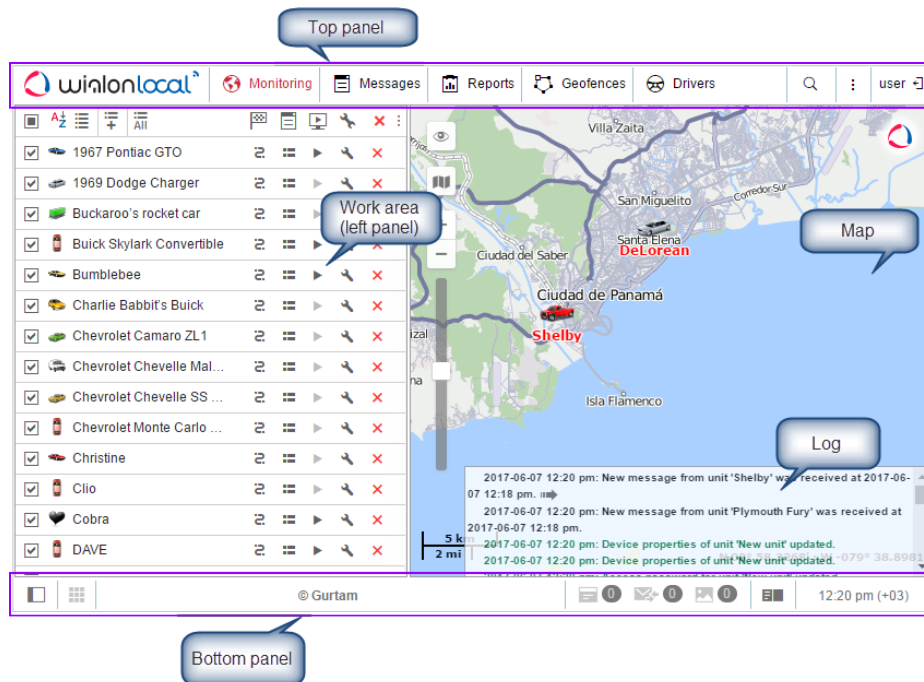 Top panel
wialon local
Monitoring
Messages
Reports
Geofences
Drivers
user
A Z
All
1967 Pontiac GTO
1969 Dodge Charger
Buckaroo's rocket car
Buick Skylark Convertible
Bumblebee
Charlie Babbit's Buick
Chevrolet Camaro ZL1
Chevrolet Chevelle Mal...
Chevrolet Chevelle SS ...
Chevrolet Monte Carlo ...
Christine
Clio
Cobra
DAVE
Work area
(left panel)
Villa Zaita
Corredor Sur
San Miguelito
Santa Elena
DeLorean
Ciudad del Saber
Ciudad de Panamá
Shelby
Isla Flamenco
Map
Log
2017-06-07 12:20 pm: New message from unit 'Shelby' was received at 2017-06-
07 12:18 pm.
2017-06-07 12:20 pm: New message from unit 'Plymouth Fury' was received at
2017-06-07 12:18 pm.
2017-06-07 12:20 pm: Device properties of unit 'New unit' updated.
2017-06-07 12:20 pm: Device properties of unit 'New unit' updated.
5 km
2 mi
© Gurtam
0
0
0
12:20 pm (+03)
Bottom panel